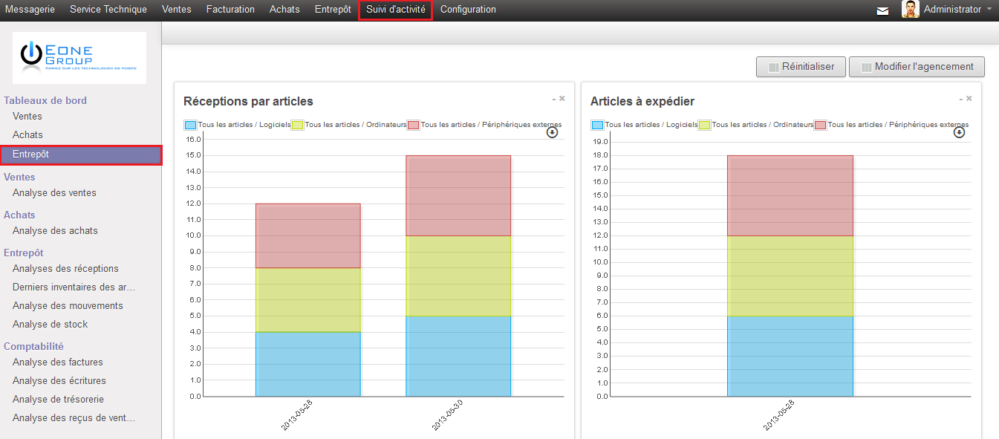 Messagerie Service Technique Ventes Facturation Achats Entrepôt Suivi d'activité Configuration Administrator
EONE
GROUP
PARIEZ SUR LES TECHNOLOGIES DE POINTE
Tableaux de bord
Ventes
Achats
Entrepôt
Ventes
Analyse des ventes
Achats
Analyse des achats
Entrepôt
Analyses des réceptions
Derniers inventaires des ar...
Analyse des mouvements
Analyse de stock
Comptabilité
Analyse des factures
Analyse des écritures
Analyse de trésorerie
Analyse des reçus de vent...
Réinitialiser Modifier l'agencement
Réceptions par articles
Tous les articles / Logiciels Tous les articles / Ordinateurs Tous les articles / Périphériques externes
16.0
15.0
14.0
13.0
12.0
11.0
10.0
9.0
8.0
7.0
6.0
5.0
4.0
3.0
2.0
1.0
0.0
2013-05-28 2013-05-30
Articles à expédier
Tous les articles / Logiciels Tous les articles / Ordinateurs Tous les articles / Périphériques externes
19.0
18.0
17.0
16.0
15.0
14.0
13.0
12.0
11.0
10.0
9.0
8.0
7.0
6.0
5.0
4.0
3.0
2.0
1.0
0.0
2013-05-28